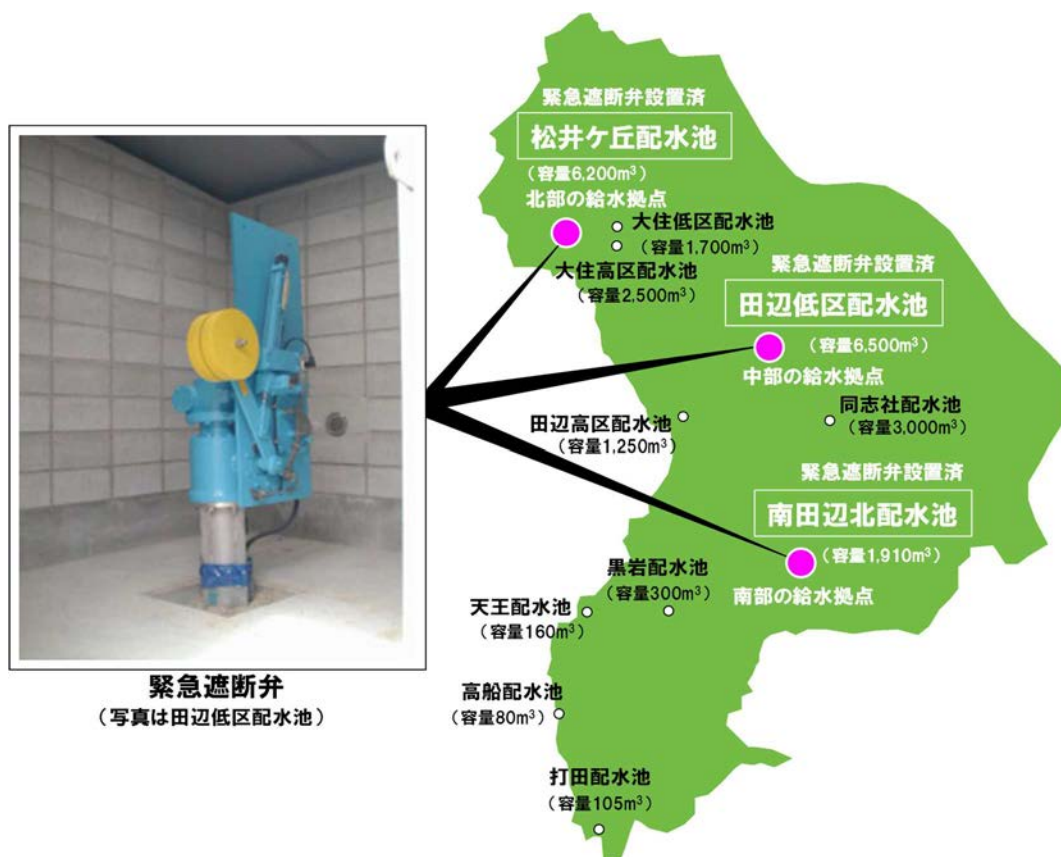 緊急遮断弁設置済
松井ケ丘配水池
（容量6,200m³）
北部の給水拠点
大住低区配水池
（容量1,700m³）
大住高区配水池
（容量2,500m³）
緊急遮断弁設置済
田辺低区配水池
（容量6,500m³）
中部の給水拠点
田辺高区配水池
（容量1,250m³）
同志社配水池
（容量3,000m³）
緊急遮断弁設置済
南田辺北配水池
（容量1,910m³）
南部の給水拠点
黒岩配水池
（容量300m³）
天王配水池
（容量160m³）
高船配水池
（容量80m³）
打田配水池
（容量105m³）
緊急遮断弁
（写真は田辺低区配水池）